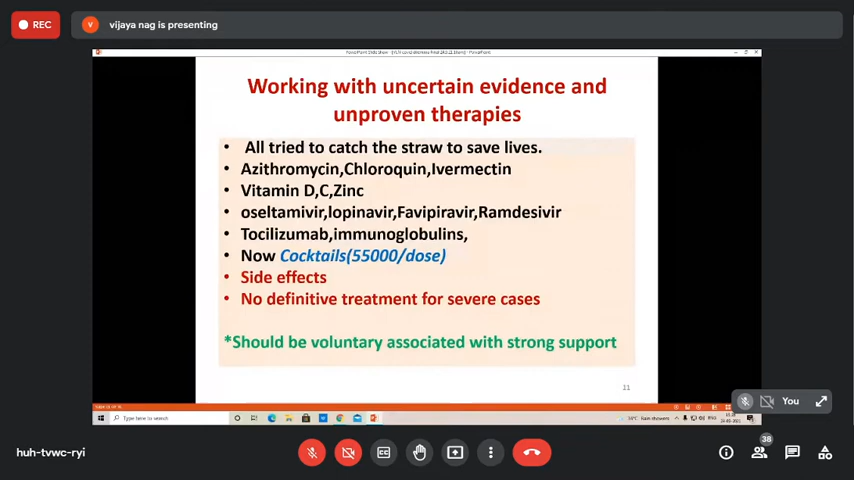 REC
V
vijaya nag is presenting
Working with uncertain evidence and
unproven therapies
• All tried to catch the straw to save lives.
• Azithromycin,Chloroquin,Ivermectin
• Vitamin D,C,Zinc
• oseltamivir,lopinavir,Favipiravir,Ramdesivir
• Tocilizumab,immunoglobulins,
• Now Cocktails(55000/dose)
• Side effects
• No definitive treatment for severe cases
*Should be voluntary associated with strong support
11
You
Type here to search
Rain showers
huh-tvwc-ryi
38